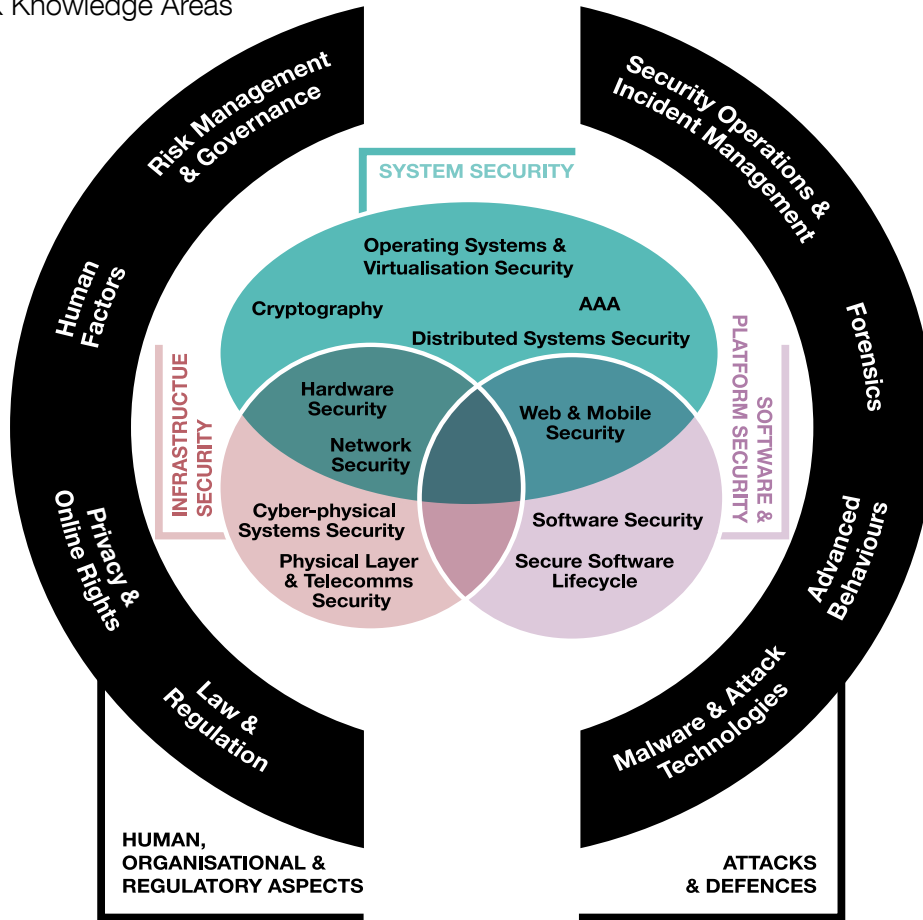 Knowledge Areas
Risk Management
& Governance
Human
Factors
Privacy &
Online Rights
Law &
Regulation
HUMAN,
ORGANISATIONAL &
REGULATORY ASPECTS
Security Operations &
Incident Management
Forensics
Advanced
Behaviours
Malware & Attack
Technologies
ATTACKS
& DEFENCES
SYSTEM SECURITY
Operating Systems &
Virtualisation Security
Cryptography
AAA
Distributed Systems Security
INFRASTRUCTUE
SECURITY
Hardware
Security
Network
Security
Cyber-physical
Systems Security
Physical Layer
& Telecomms
Security
SOFTWARE &
PLATFORM SECURITY
Web & Mobile
Security
Software Security
Secure Software
Lifecycle